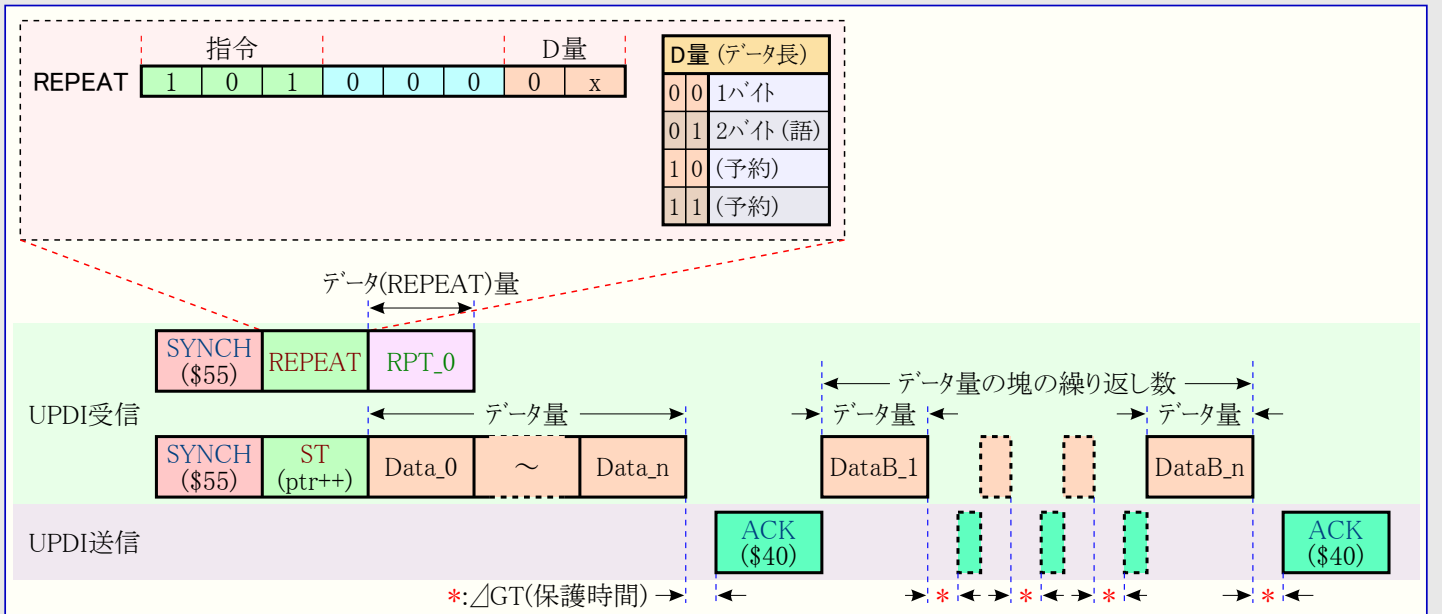 指令 D量
REPEAT 1 0 1 0 0 0 0 x
D量 (データ長)
0 0 1バイト
0 1 2バイト (語)
1 0 (予約)
1 1 (予約)
データ(REPEAT)量
SYNCH
($55)
REPEAT
RPT_0
データ量の塊の繰り返し数
UPDI受信
データ量
データ量
データ量
SYNCH
($55)
ST
(ptr++)
Data_0
～
Data_n
DataB_1
DataB_n
UPDI送信
ACK
($40)
ACK
($40)
*:⊿GT(保護時間)
* * * *